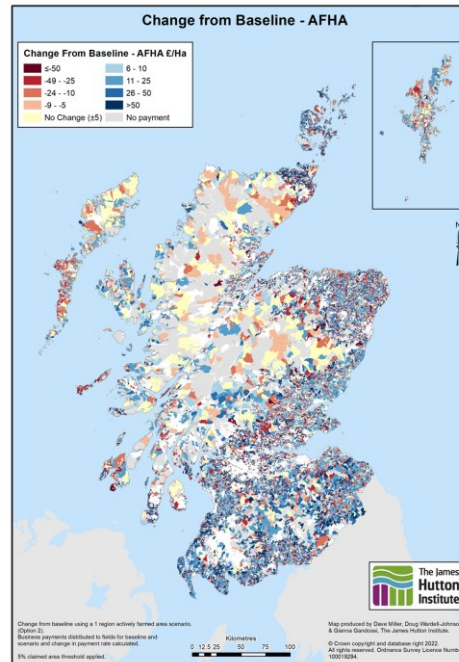 Change from Baseline - AFHA
Change From Baseline - AFHA £/Ha
≤-50
-49 - -25
-24 - -10
-9 - -5
No Change (±5)
6 - 10
11 - 25
26 - 50
>50
No payment
N
Change from baseline using a 1 region actively farmed area scenario.
(Option 2).
Business payments distributed to fields for baseline and
scenario and change in payment rate calculated.
5% claimed area threshold applied.
Kilometres
0 12.5 25 50 75 100
The James
Hutton
Institute
Map produced by Dave Miller, Doug Wardell-Johnson
& Gianna Gandossi, The James Hutton Institute.
© Crown copyright and database right 2022.
All rights reserved. Ordnance Survey Licence Number
100019294.